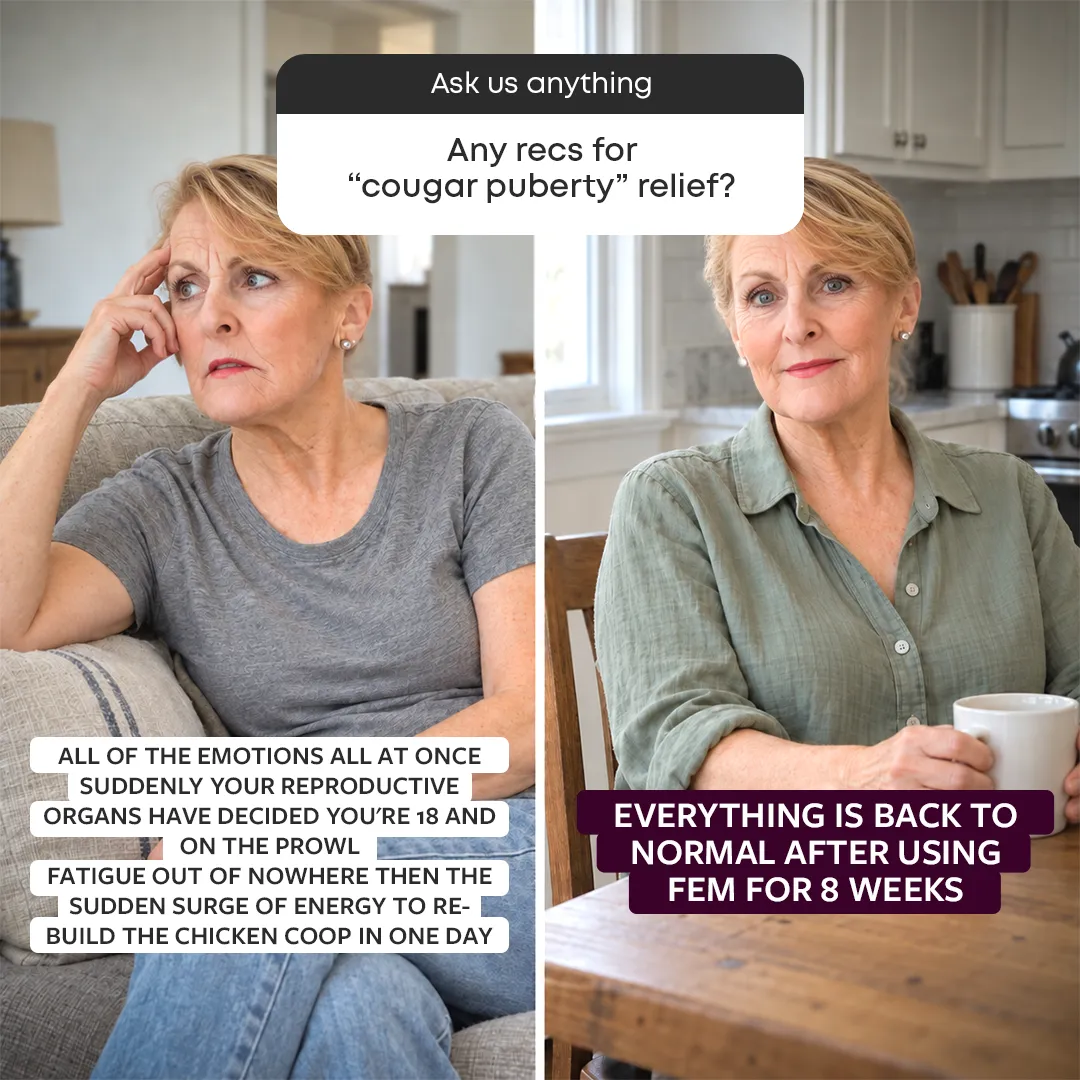 Ask us anything
Any recs for
“cougar puberty” relief?
ALL OF THE EMOTIONS ALL AT ONCE
SUDDENLY YOUR REPRODUCTIVE
ORGANS HAVE DECIDED YOU’RE 18 AND
ON THE PROWL
FATIGUE OUT OF NOWHERE THEN THE
SUDDEN SURGE OF ENERGY TO RE-
BUILD THE CHICKEN COOP IN ONE DAY
EVERYTHING IS BACK TO
NORMAL AFTER USING
FEM FOR 8 WEEKS